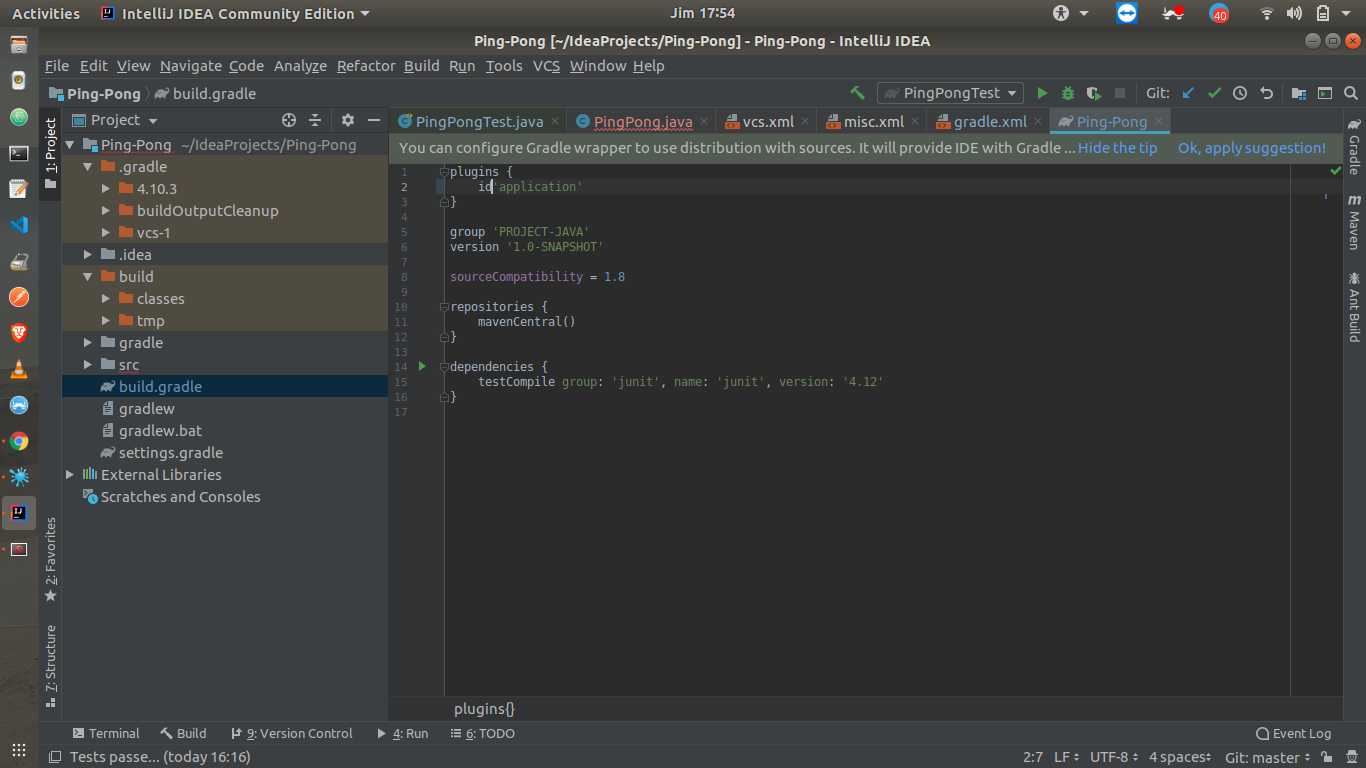 Activities IntelliJ IDEA Community Edition Jim 17:54 40
Ping-Pong [~/IdeaProjects/Ping-Pong] - Ping-Pong - IntelliJ IDEA
File Edit View Navigate Code Analyze Refactor Build Run Tools VCS Window Help
Ping-Pong build.gradle PingPongTest Git:
1: Project
Project
PingPongTest.java PingPong.java vcs.xml misc.xml gradle.xml Ping-Pong
Ping-Pong ~/IdeaProjects/Ping-Pong
.gradle
4.10.3
buildOutputCleanup
vcs-1
.idea
build
classes
tmp
gradle
src
build.gradle
gradlew
gradlew.bat
settings.gradle
External Libraries
Scratches and Consoles
2: Favorites
7: Structure
You can configure Gradle wrapper to use distribution with sources. It will provide IDE with Gradle ... Hide the tip Ok, apply suggestion!
1 plugins {
2 id'application'
3 }
4
5 group 'PROJECT-JAVA'
6 version '1.0-SNAPSHOT'
7
8 sourceCompatibility = 1.8
9
10 repositories {
11 mavenCentral()
12 }
13
14 dependencies {
15 testCompile group: 'junit', name: 'junit', version: '4.12'
16 }
17
plugins{}
Gradle
m Maven
Ant Build
Terminal Build 9: Version Control 4: Run 6: TODO Event Log
Tests passe... (today 16:16) 2:7 LF UTF-8 4 spaces Git: master